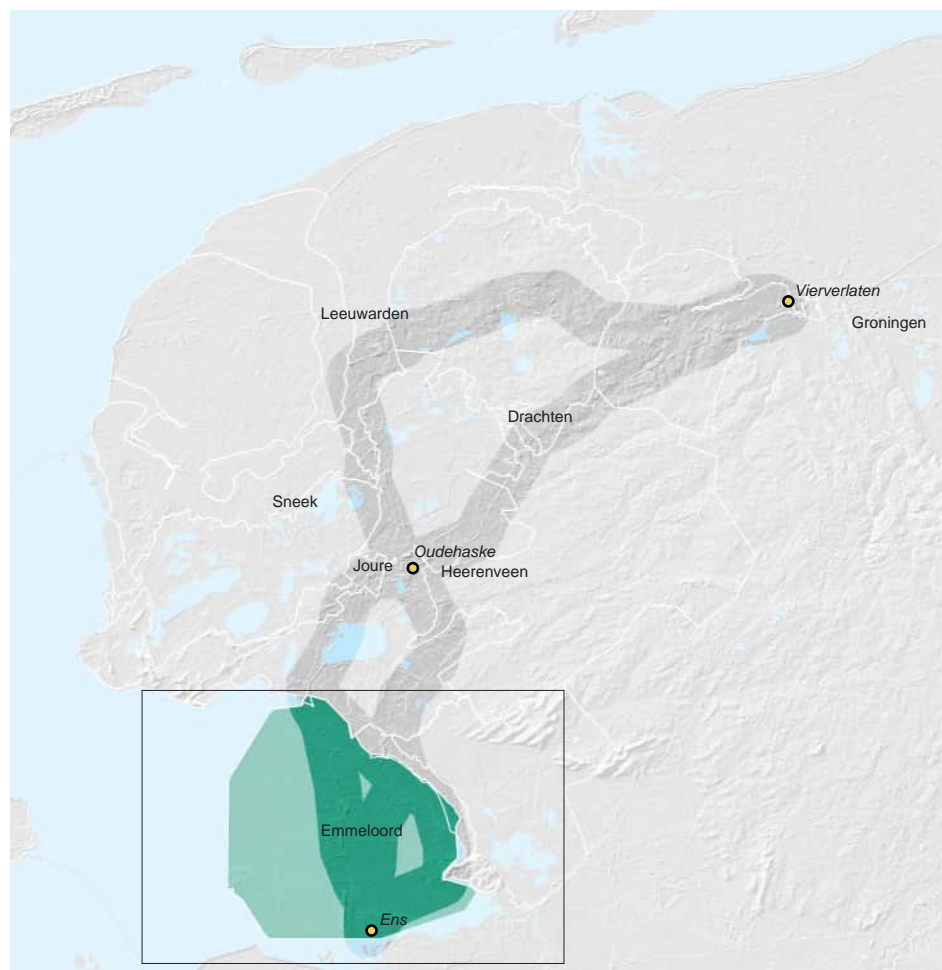 Vierverlaten
Leeuwarden
Groningen
Drachten
Sneek
Oudehaske
Joure
Heerenveen
Emmeloord
Ens